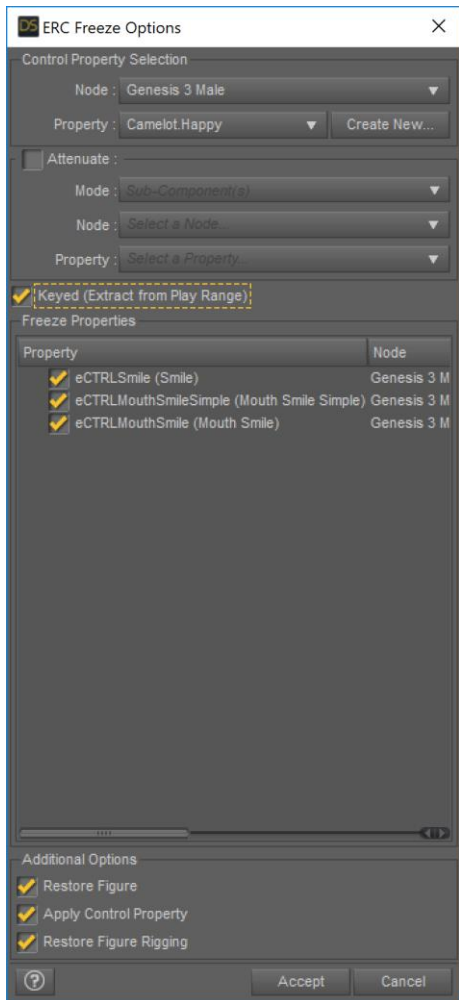 DS ERC Freeze Options
Control Property Selection
Node : Genesis 3 Male
Property : Camelot.Happy Create New...
Attenuate :
Mode : Sub-Component(s)
Node : Select a Node...
Property : Select a Property...
Keyed (Extract from Play Range)
Freeze Properties
Property Node
eCTRLSmile (Smile) Genesis 3 M
eCTRLMouthSmileSimple (Mouth Smile Simple) Genesis 3 M
eCTRLMouthSmile (Mouth Smile) Genesis 3 M
Additional Options
Restore Figure
Apply Control Property
Restore Figure Rigging
? Accept Cancel